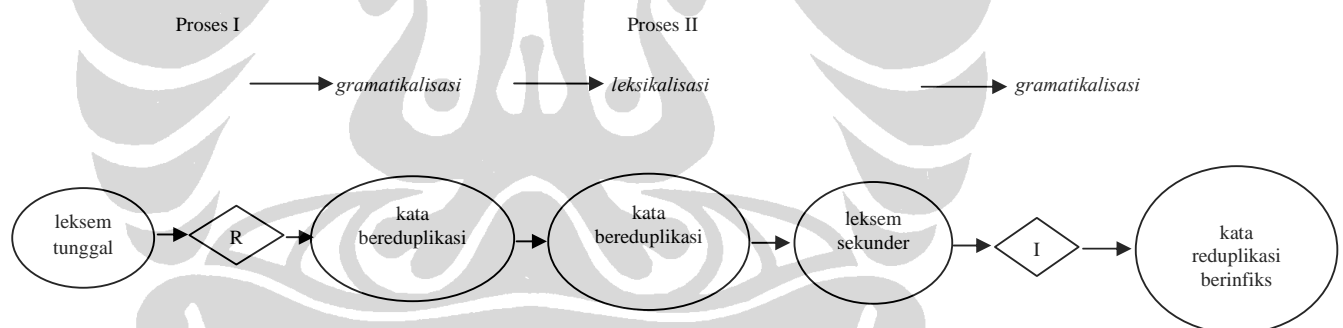 Proses I
Proses II
gramatikalisasi
leksikalisasi
gramatikalisasi
leksem
tunggal
R
kata
bereduplikasi
kata
bereduplikasi
leksem
sekunder
I
kata
reduplikasi
berinfiks